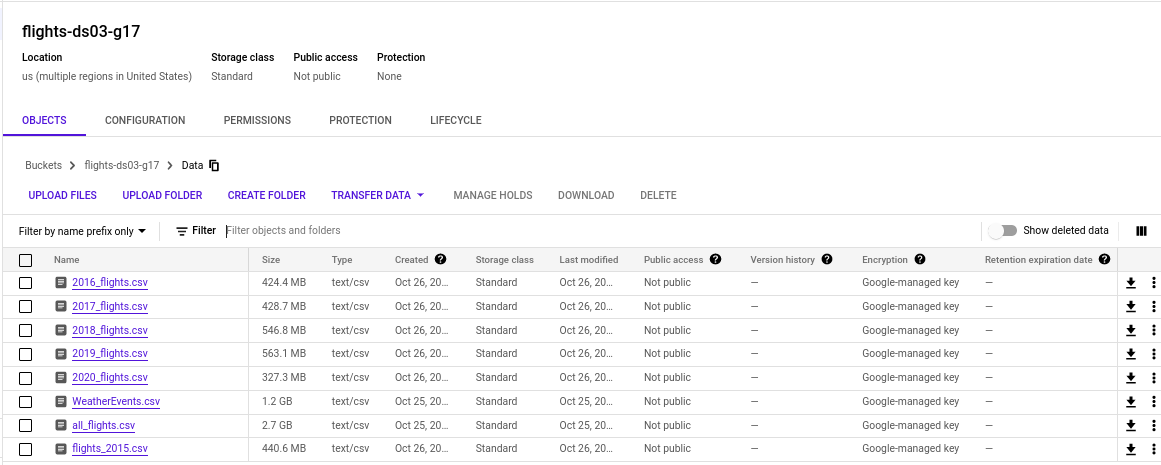 flights-ds03-g17
Location Storage class Public access Protection
us (multiple regions in United States) Standard Not public None
OBJECTS CONFIGURATION PERMISSIONS PROTECTION LIFECYCLE
Buckets > flights-ds03-g17 > Data
UPLOAD FILES UPLOAD FOLDER CREATE FOLDER TRANSFER DATA MANAGE HOLDS DOWNLOAD DELETE
Filter by name prefix only Filter Filter objects and folders Show deleted data
Name Size Type Created ? Storage class Last modified Public access ? Version history ? Encryption ? Retention expiration date ?
2016_flights.csv 424.4 MB text/csv Oct 26, 20... Standard Oct 26, 20... Not public — Google-managed key —
2017_flights.csv 428.7 MB text/csv Oct 26, 20... Standard Oct 26, 20... Not public — Google-managed key —
2018_flights.csv 546.8 MB text/csv Oct 26, 20... Standard Oct 26, 20... Not public — Google-managed key —
2019_flights.csv 563.1 MB text/csv Oct 26, 20... Standard Oct 26, 20... Not public — Google-managed key —
2020_flights.csv 327.3 MB text/csv Oct 26, 20... Standard Oct 26, 20... Not public — Google-managed key —
WeatherEvents.csv 1.2 GB text/csv Oct 25, 20... Standard Oct 25, 20... Not public — Google-managed key —
all_flights.csv 2.7 GB text/csv Oct 25, 20... Standard Oct 25, 20... Not public — Google-managed key —
flights_2015.csv 440.6 MB text/csv Oct 26, 20... Standard Oct 26, 20... Not public — Google-managed key —